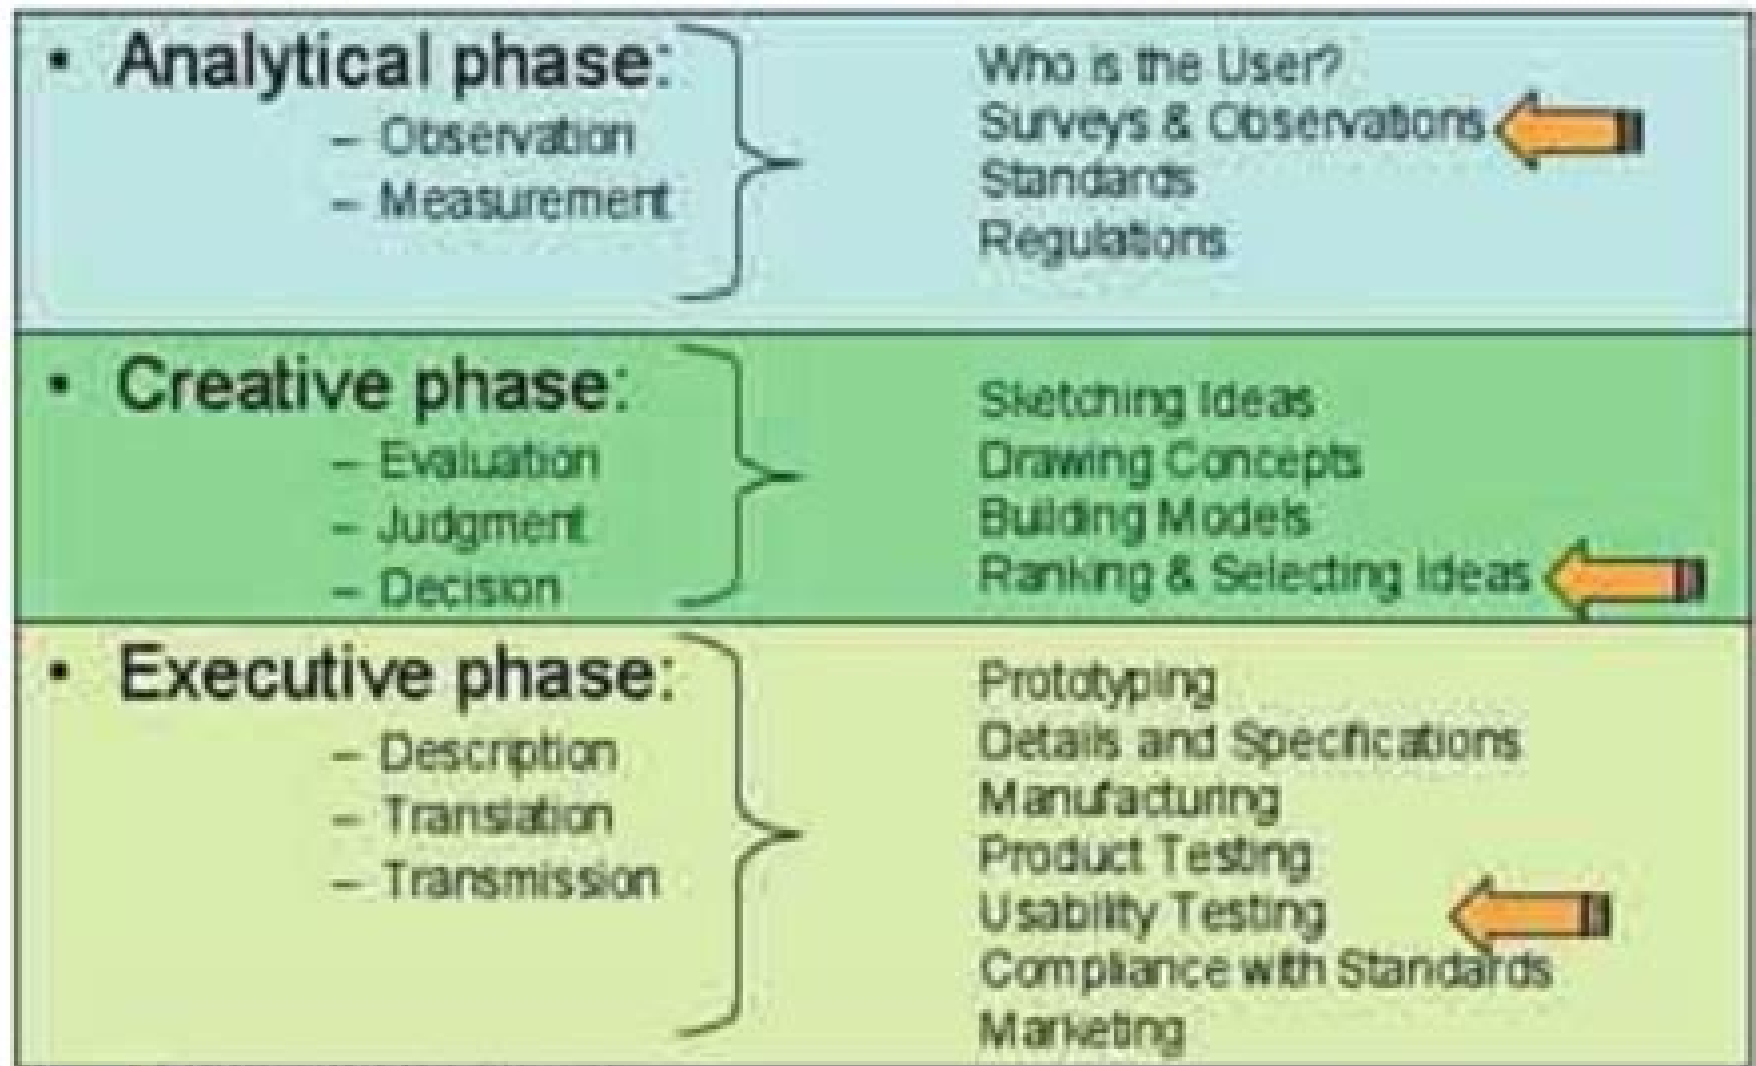 • Analytical phase:
– Observation
– Measurement
Who is the User?
Surveys & Observations
Standards
Regulations
• Creative phase:
– Evaluation
– Judgment
– Decision
Sketching Ideas
Drawing Concepts
Building Models
Ranking & Selecting Ideas
• Executive phase:
– Description
– Translation
– Transmission
Prototyping
Details and Specifications
Manufacturing
Product Testing
Usability Testing
Compliance with Standards
Marketing